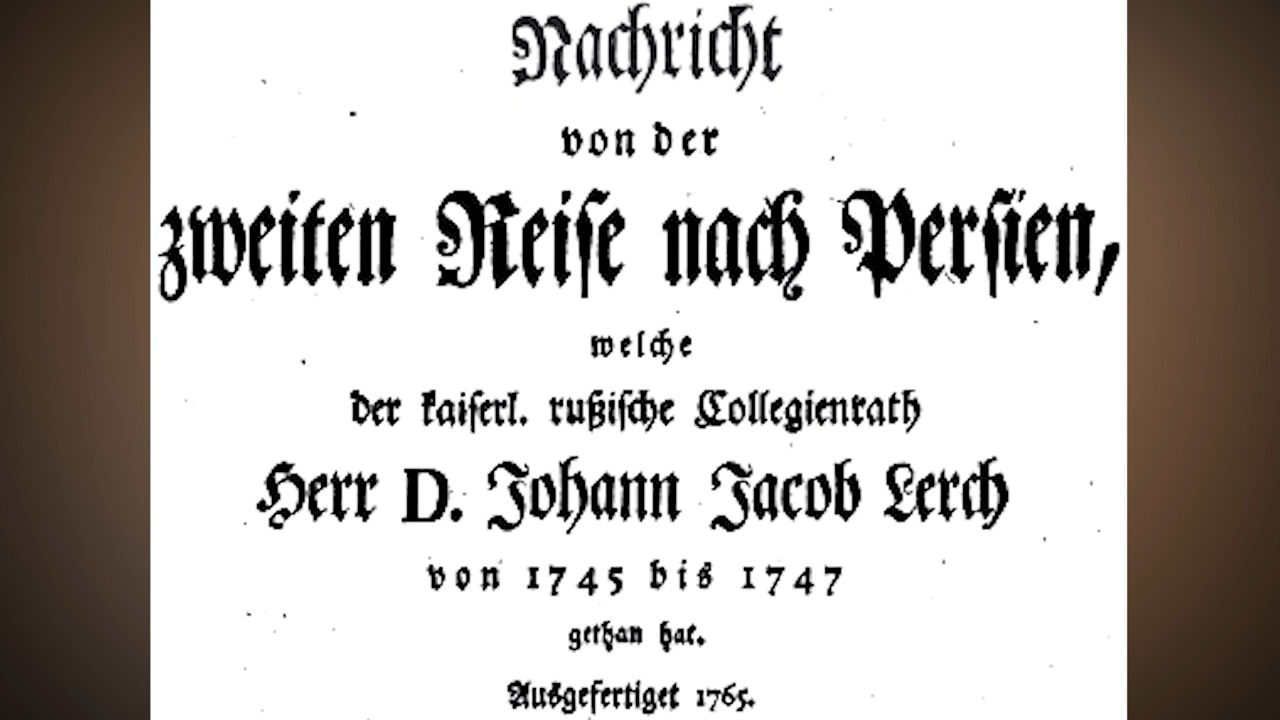 Nachricht
von der
zweiten Reise nach Persien,
welche
der kaiserl. rußische Collegienrath
Herr D. Johann Jacob Lerch
von 1745 bis 1747
gethan hat.
Ausgefertiget 1765.